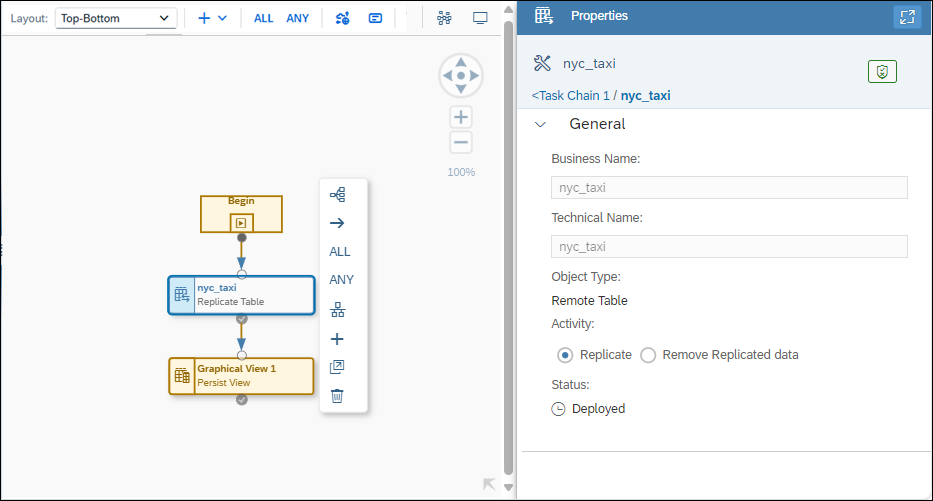 Layout: Top-Bottom ALL ANY
100%
Begin
nyc_taxi
Replicate Table
Graphical View 1
Persist View
ALL
ANY
Properties
nyc_taxi
<Task Chain 1 / nyc_taxi
General
Business Name:
nyc_taxi
Technical Name:
nyc_taxi
Object Type:
Remote Table
Activity:
Replicate Remove Replicated data
Status:
Deployed